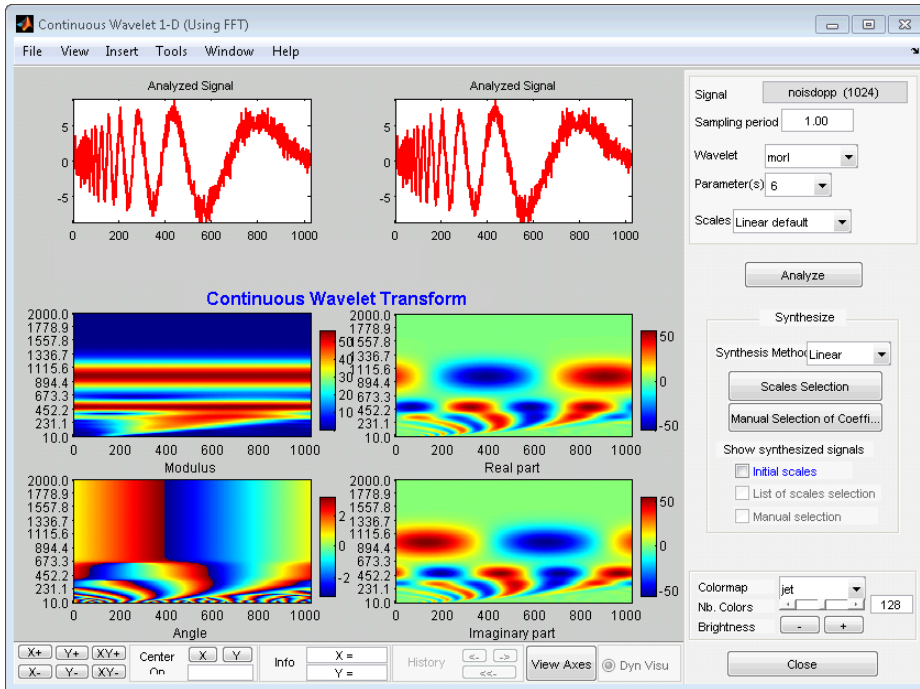 Continuous Wavelet 1-D (Using FFT)
File View Insert Tools Window Help
Analyzed Signal
5
0
-5
0 200 400 600 800 1000
Analyzed Signal
5
0
-5
0 200 400 600 800 1000
Continuous Wavelet Transform
2000.0
1778.9
1557.8
1336.7
1115.6
894.4
673.3
452.2
231.1
10.0
0 200 400 600 800 1000
Modulus
50
40
30
20
10
2000.0
1778.9
1557.8
1336.7
1115.6
894.4
673.3
452.2
231.1
10.0
0 200 400 600 800 1000
Real part
50
0
-50
2000.0
1778.9
1557.8
1336.7
1115.6
894.4
673.3
452.2
231.1
10.0
0 200 400 600 800 1000
Angle
2
0
-2
2000.0
1778.9
1557.8
1336.7
1115.6
894.4
673.3
452.2
231.1
10.0
0 200 400 600 800 1000
Imaginary part
50
0
-50
Signal noisdopp (1024)
Sampling period 1.00
Wavelet morl
Parameter(s) 6
Scales Linear default
Analyze
Synthesize
Synthesis Method Linear
Scales Selection
Manual Selection of Coeffi...
Show synthesized signals
Initial scales
List of scales selection
Manual selection
Colormap jet
Nb. Colors 128
Brightness - +
Close
X+ Y+ XY+
X- Y- XY-
Center
On
X Y
Info
X =
Y =
History
<- ->
<<-
View Axes
Dyn Visu